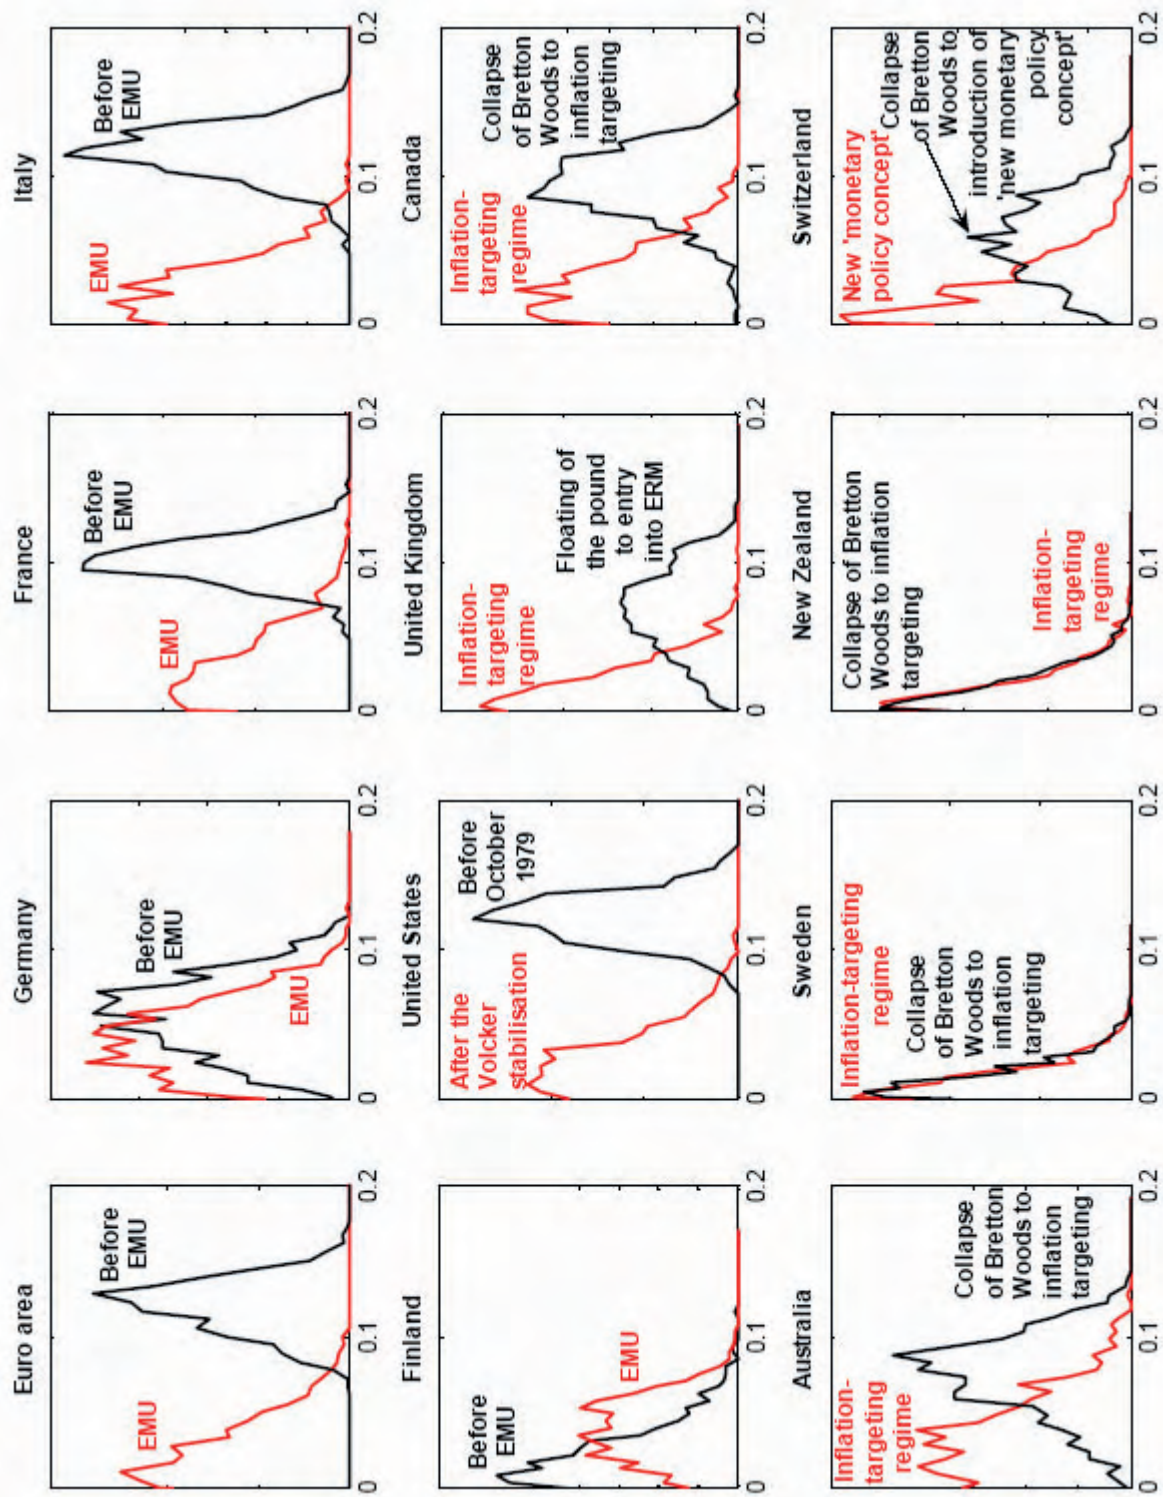 Euro area
EMU
Before
EMU
0 0.1 0.2
Germany
Before
EMU
EMU
0 0.1 0.2
France
EMU
Before
EMU
0 0.1 0.2
Italy
EMU
Before
EMU
0 0.1 0.2
Finland
Before
EMU
EMU
0 0.1 0.2
United States
After the
Volcker
stabilisation
Before
October
1979
0 0.1 0.2
United Kingdom
Inflation-
targeting
regime
Floating of
the pound
to entry
into ERM
0 0.1 0.2
Canada
Inflation-
targeting
regime
Collapse
of Bretton
Woods to
inflation
targeting
0 0.1 0.2
Australia
Inflation-
targeting
regime
Collapse
of Bretton
Woods to
inflation
targeting
0 0.1 0.2
Sweden
Inflation-targeting
regime
Collapse
of Bretton
Woods to
inflation
targeting
0 0.1 0.2
New Zealand
Collapse of Bretton
Woods to inflation
targeting
Inflation-
targeting
regime
0 0.1 0.2
Switzerland
New 'monetary
policy concept'
Collapse
of Bretton
Woods to
introduction of
'new monetary
policy
concept'
0 0.1 0.2